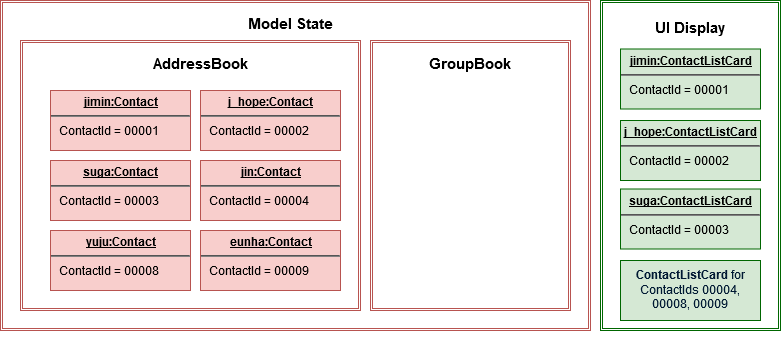 Model State
AddressBook
jimin:Contact
ContactId = 00001
j_hope:Contact
ContactId = 00002
suga:Contact
ContactId = 00003
jin:Contact
ContactId = 00004
yuju:Contact
ContactId = 00008
eunha:Contact
ContactId = 00009
GroupBook
UI Display
jimin:ContactListCard
ContactId = 00001
j_hope:ContactListCard
ContactId = 00002
suga:ContactListCard
ContactId = 00003
ContactListCard for
ContactIds 00004,
00008, 00009